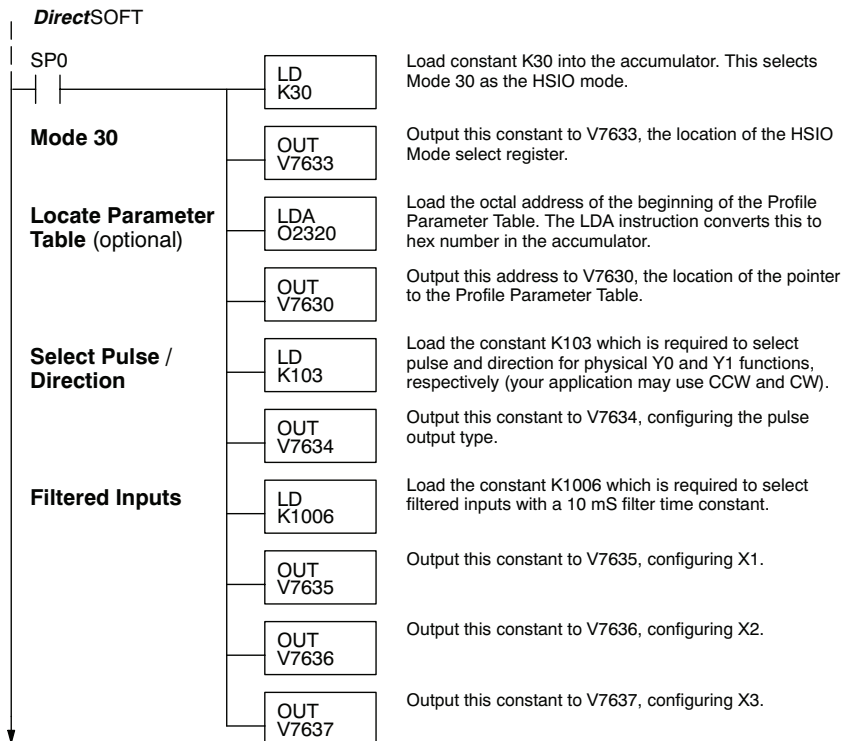 DirectSOFT
SP0
LD
K30
Load constant K30 into the accumulator. This selects
Mode 30 as the HSIO mode.
Mode 30
OUT
V7633
Output this constant to V7633, the location of the HSIO
Mode select register.
Locate Parameter
Table (optional)
LDA
O2320
Load the octal address of the beginning of the Profile
Parameter Table. The LDA instruction converts this to
hex number in the accumulator.
OUT
V7630
Output this address to V7630, the location of the pointer
to the Profile Parameter Table.
Select Pulse /
Direction
LD
K103
Load the constant K103 which is required to select
pulse and direction for physical Y0 and Y1 functions,
respectively (your application may use CCW and CW).
OUT
V7634
Output this constant to V7634, configuring the pulse
output type.
Filtered Inputs
LD
K1006
Load the constant K1006 which is required to select
filtered inputs with a 10 mS filter time constant.
OUT
V7635
Output this constant to V7635, configuring X1.
OUT
V7636
Output this constant to V7636, configuring X2.
OUT
V7637
Output this constant to V7637, configuring X3.